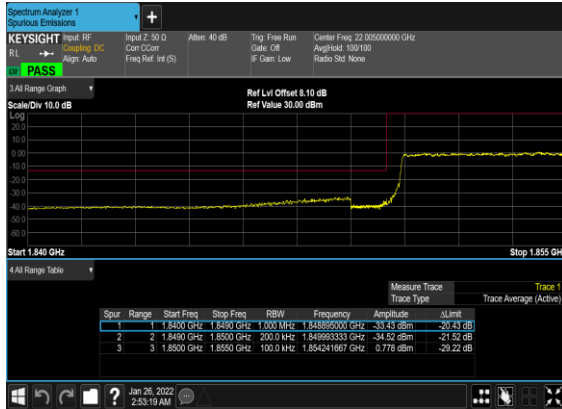 Spectrum Analyzer 1
Spurious Emissions
+
KEYSIGHT Input: RF Input Z: 50 Ω Atten: 40 dB Trig: Free Run Center Freq: 22.005000000 GHz
RL Coupling: DC Corr CCorr Gate: Off Avg|Hold: 100/100
Align: Auto Freq Ref: Int (S) IF Gain: Low Radio Std: None
PASS
3 All Range Graph
Ref Lvl Offset 8.10 dB
Scale/Div 10.0 dB Ref Value 30.00 dBm
Log
20.0
10.0
0.00
-10.0
-20.0
-30.0
-40.0
-50.0
-60.0
Start 1.840 GHz Stop 1.855 GH
4 All Range Table
Measure Trace Trace 1
Trace Type Trace Average (Active)
Spur Range Start Freq Stop Freq RBW Frequency Amplitude ΔLimit
1 1 1.8400 GHz 1.8490 GHz 1.000 MHz 1.848895000 GHz -33.43 dBm -20.43 dB
2 2 1.8490 GHz 1.8500 GHz 200.0 kHz 1.849993333 GHz -34.52 dBm -21.52 dB
3 3 1.8500 GHz 1.8550 GHz 100.0 kHz 1.854241667 GHz 0.778 dBm -29.22 dB
? Jan 26, 2022
2:53:19 AM